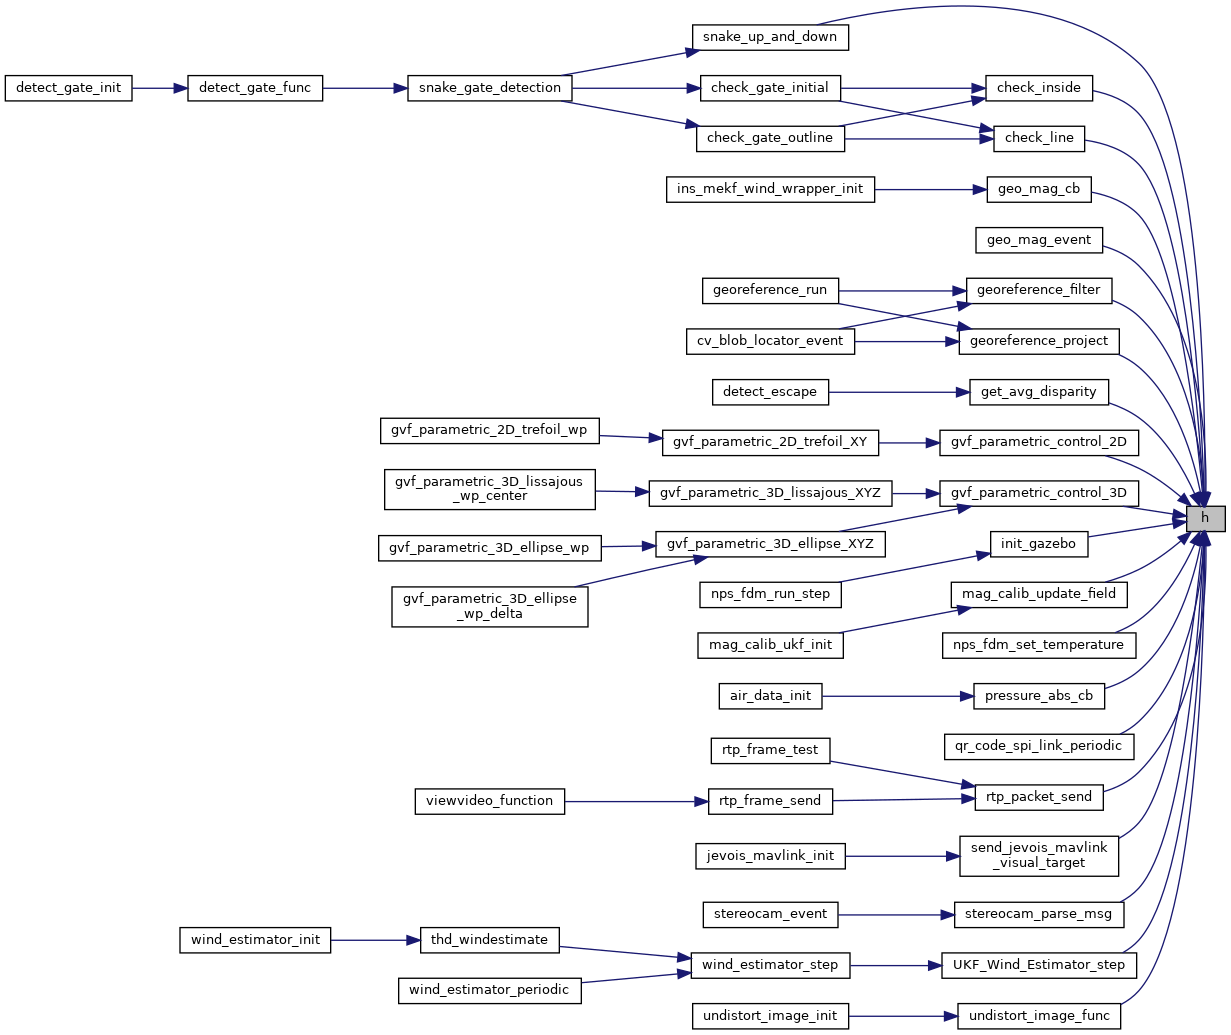 snake_up_and_down
detect_gate_init
detect_gate_func
snake_gate_detection
check_gate_initial
check_inside
check_gate_outline
check_line
ins_mekf_wind_wrapper_init
geo_mag_cb
geo_mag_event
georeference_run
georeference_filter
cv_blob_locator_event
georeference_project
detect_escape
get_avg_disparity
gvf_parametric_2D_trefoil_wp
gvf_parametric_2D_trefoil_XY
gvf_parametric_control_2D
gvf_parametric_3D_lissajous
_wp_center
gvf_parametric_3D_lissajous_XYZ
gvf_parametric_control_3D
h
gvf_parametric_3D_ellipse_wp
gvf_parametric_3D_ellipse_XYZ
init_gazebo
gvf_parametric_3D_ellipse
_wp_delta
nps_fdm_run_step
mag_calib_update_field
mag_calib_ukf_init
nps_fdm_set_temperature
air_data_init
pressure_abs_cb
rtp_frame_test
qr_code_spi_link_periodic
viewvideo_function
rtp_frame_send
rtp_packet_send
jevois_mavlink_init
send_jevois_mavlink
_visual_target
stereocam_event
stereocam_parse_msg
wind_estimator_init
thd_windestimate
wind_estimator_step
UKF_Wind_Estimator_step
wind_estimator_periodic
undistort_image_init
undistort_image_func